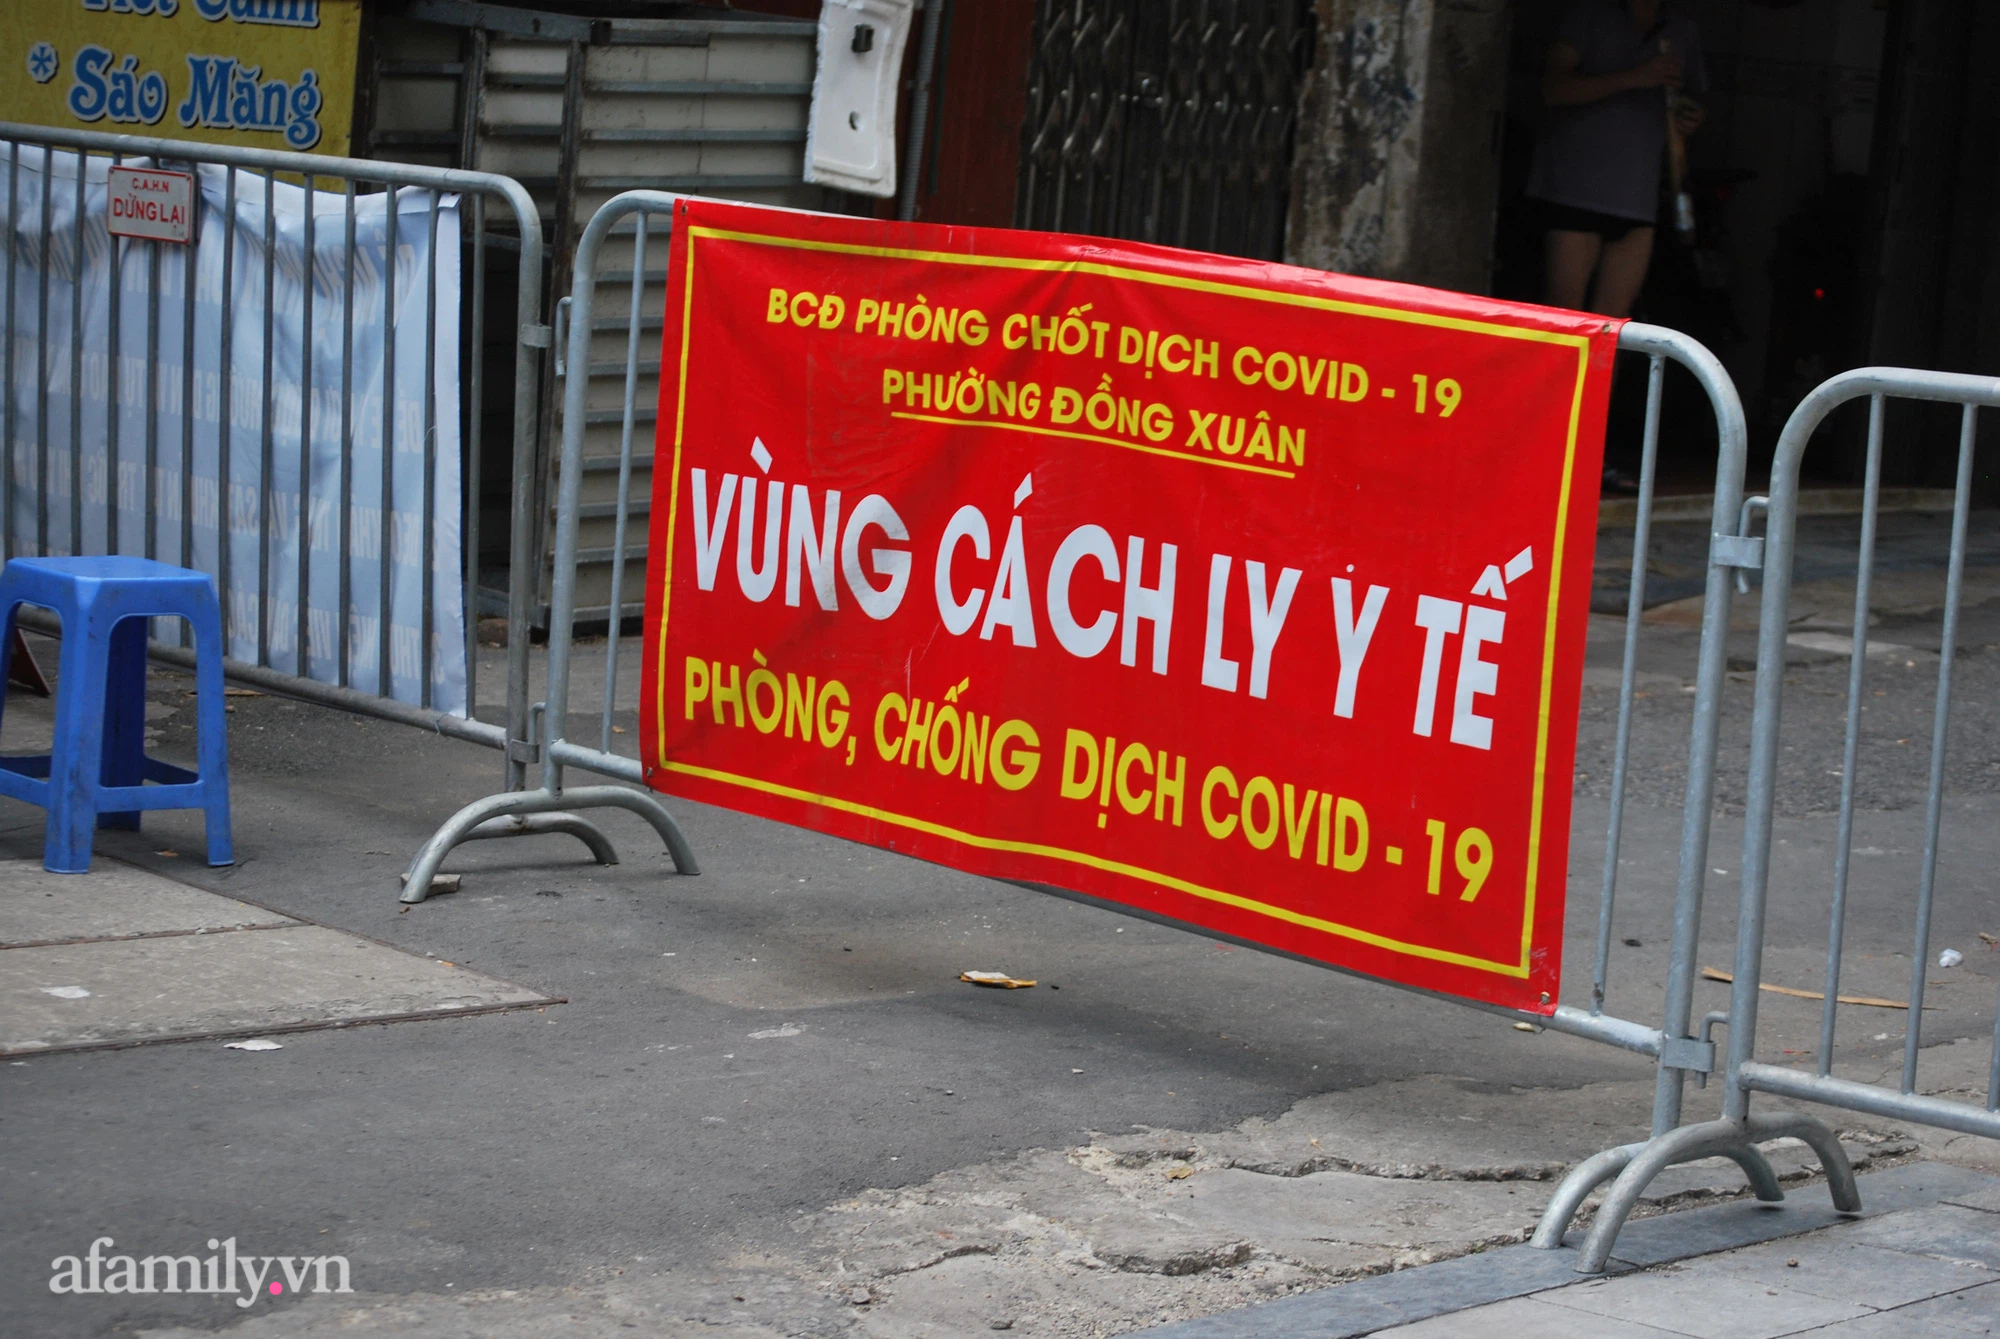 * Sáo Măng
C.A.H.N
DỪNG LẠI
BCĐ PHÒNG CHỐT DỊCH COVID - 19
PHƯỜNG ĐỒNG XUÂN
VÙNG CÁCH LY Y TẾ
PHÒNG, CHỐNG DỊCH COVID - 19
afamily.vn